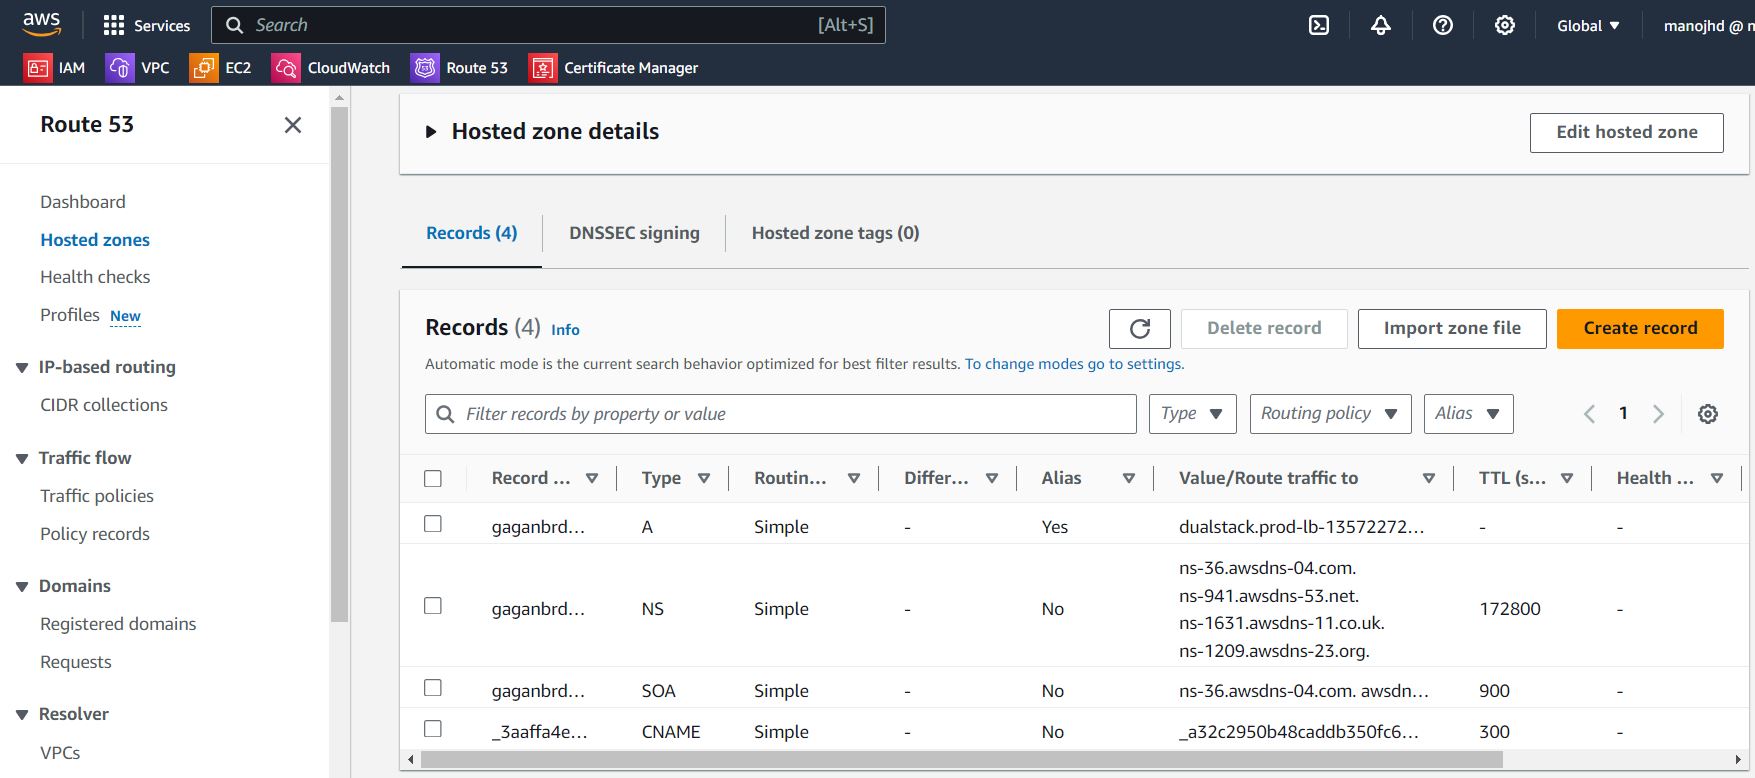 aws Services Search [Alt+S] Global manojhd @
IAM VPC EC2 CloudWatch Route 53 Certificate Manager
Route 53
Dashboard
Hosted zones
Health checks
Profiles New
IP-based routing
CIDR collections
Traffic flow
Traffic policies
Policy records
Domains
Registered domains
Requests
Resolver
VPCs
Hosted zone details Edit hosted zone
Records (4) DNSSEC signing Hosted zone tags (0)
Records (4) Info Delete record Import zone file Create record
Automatic mode is the current search behavior optimized for best filter results. To change modes go to settings.
Filter records by property or value Type Routing policy Alias 1
Record ... Type Routin... Differ... Alias Value/Route traffic to TTL (s... Health ...
gaganbrd... A Simple - Yes dualstack.prod-lb-13572272... - -
gaganbrd... NS Simple - No ns-36.awsdns-04.com. 172800 -
ns-941.awsdns-53.net.
ns-1631.awsdns-11.co.uk.
ns-1209.awsdns-23.org.
gaganbrd... SOA Simple - No ns-36.awsdns-04.com. awsdn... 900 -
_3aaffa4e... CNAME Simple - No _a32c2950b48caddb350fc6... 300 -